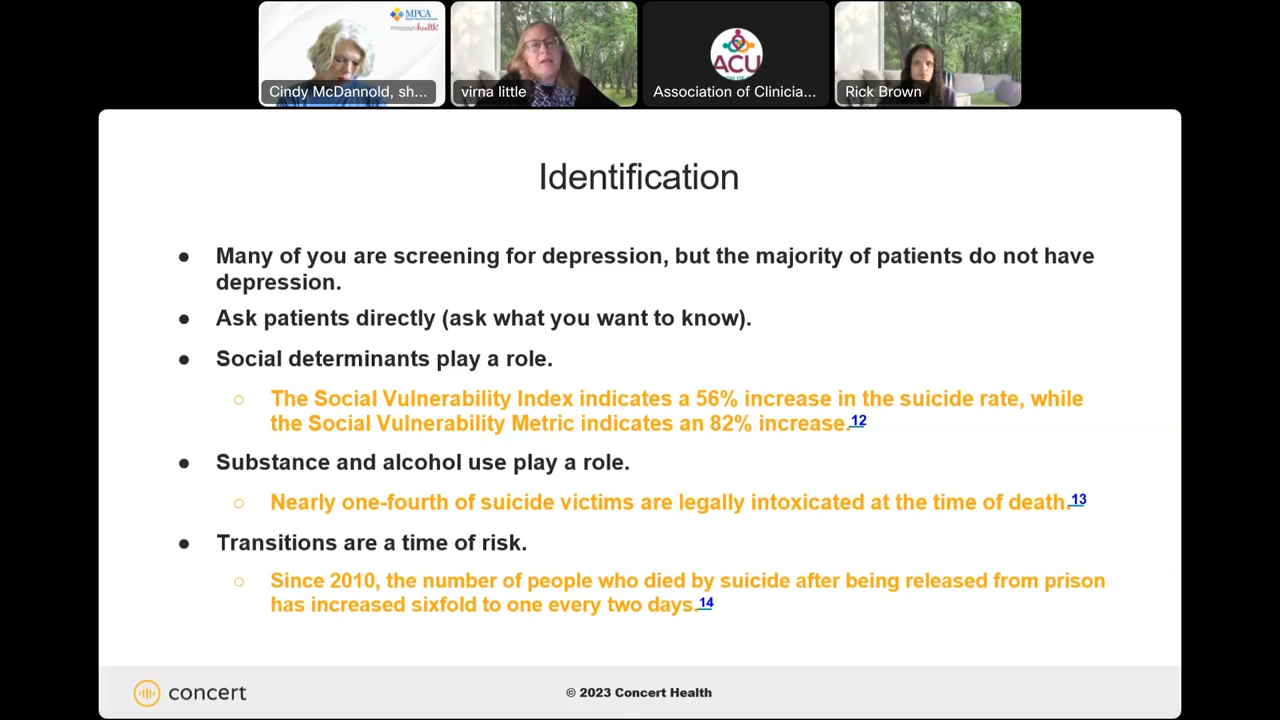 MPCA
missourihealth+
Cindy McDannold, sh...
virna little
ACU
Association of Clinicia...
Rick Brown
Identification
● Many of you are screening for depression, but the majority of patients do not have
depression.
● Ask patients directly (ask what you want to know).
● Social determinants play a role.
○ The Social Vulnerability Index indicates a 56% increase in the suicide rate, while
the Social Vulnerability Metric indicates an 82% increase.12
● Substance and alcohol use play a role.
○ Nearly one-fourth of suicide victims are legally intoxicated at the time of death.13
● Transitions are a time of risk.
○ Since 2010, the number of people who died by suicide after being released from prison
has increased sixfold to one every two days.14
concert
© 2023 Concert Health